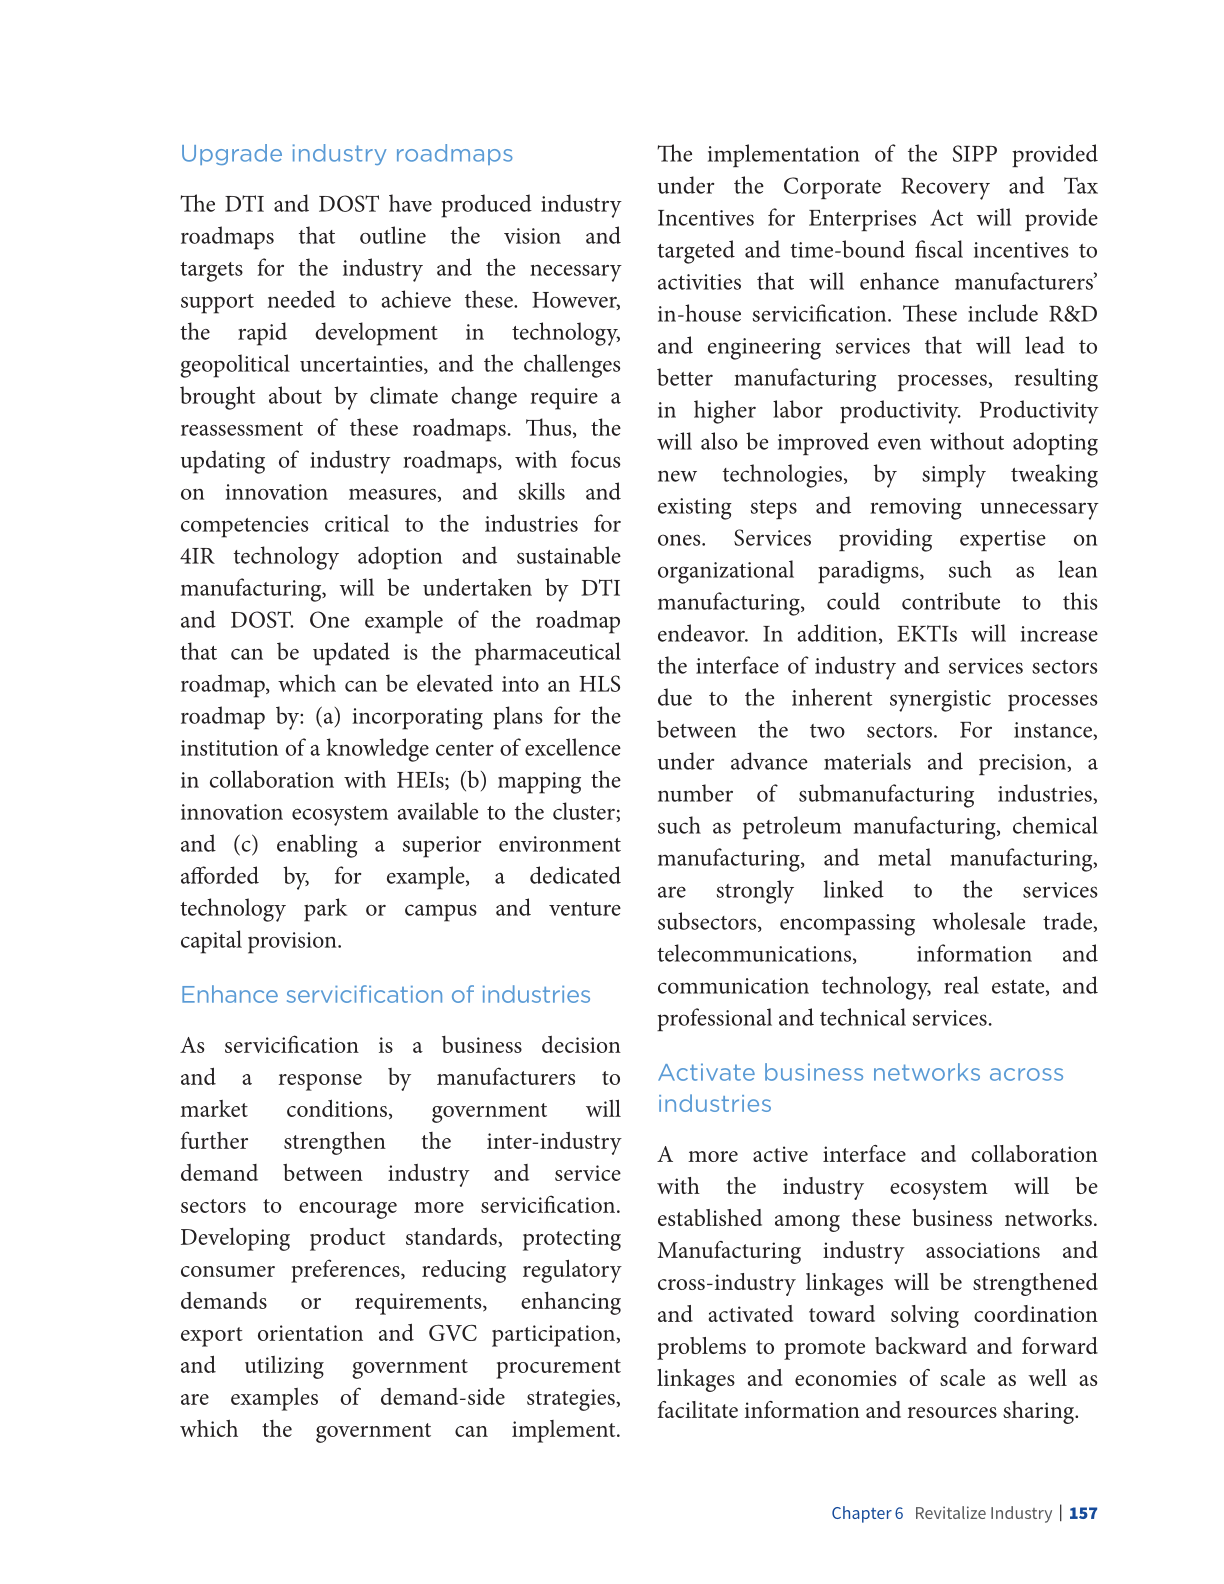 Upgrade industry roadmaps
The DTI and DOST have produced industry
roadmaps that outline the vision and
targets for the industry and the necessary
support needed to achieve these. However,
the rapid development in technology,
geopolitical uncertainties, and the challenges
brought about by climate change require a
reassessment of these roadmaps. Thus, the
updating of industry roadmaps, with focus
on innovation measures, and skills and
competencies critical to the industries for
4IR technology adoption and sustainable
manufacturing, will be undertaken by DTI
and DOST. One example of the roadmap
that can be updated is the pharmaceutical
roadmap, which can be elevated into an HLS
roadmap by: (a) incorporating plans for the
institution of a knowledge center of excellence
in collaboration with HEIs; (b) mapping the
innovation ecosystem available to the cluster;
and (c) enabling a superior environment
afforded by, for example, a dedicated
technology park or campus and venture
capital provision.
Enhance servicification of industries
As servicification is a business decision
and a response by manufacturers to
market conditions, government will
further strengthen the inter-industry
demand between industry and service
sectors to encourage more servicification.
Developing product standards, protecting
consumer preferences, reducing regulatory
demands or requirements, enhancing
export orientation and GVC participation,
and utilizing government procurement
are examples of demand-side strategies,
which the government can implement.
The implementation of the SIPP provided
under the Corporate Recovery and Tax
Incentives for Enterprises Act will provide
targeted and time-bound fiscal incentives to
activities that will enhance manufacturers’
in-house servicification. These include R&D
and engineering services that will lead to
better manufacturing processes, resulting
in higher labor productivity. Productivity
will also be improved even without adopting
new technologies, by simply tweaking
existing steps and removing unnecessary
ones. Services providing expertise on
organizational paradigms, such as lean
manufacturing, could contribute to this
endeavor. In addition, EKTIs will increase
the interface of industry and services sectors
due to the inherent synergistic processes
between the two sectors. For instance,
under advance materials and precision, a
number of submanufacturing industries,
such as petroleum manufacturing, chemical
manufacturing, and metal manufacturing,
are strongly linked to the services
subsectors, encompassing wholesale trade,
telecommunications, information and
communication technology, real estate, and
professional and technical services.
Activate business networks across
industries
A more active interface and collaboration
with the industry ecosystem will be
established among these business networks.
Manufacturing industry associations and
cross-industry linkages will be strengthened
and activated toward solving coordination
problems to promote backward and forward
linkages and economies of scale as well as
facilitate information and resources sharing.
Chapter 6 Revitalize Industry | 157